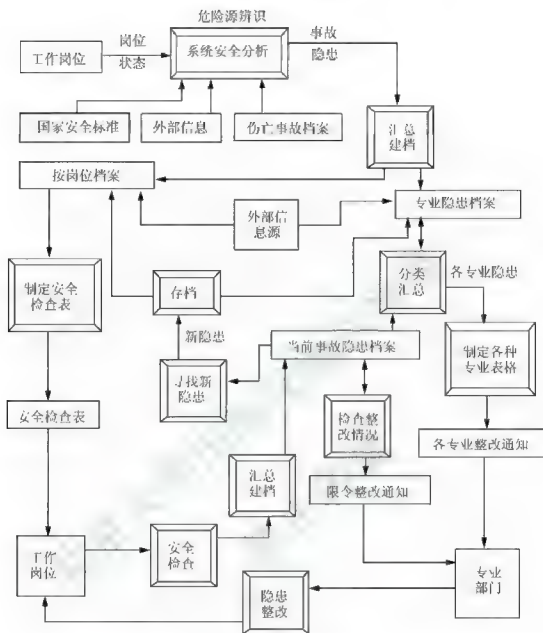 危险源辨识
工作岗位
岗位
状态
系统安全分析
事故
隐患
国家安全标准
外部信息
伤亡事故档案
汇总
建档
按岗位档案
外部信
息源
专业隐患档案
制定安全
检查表
存档
分类
汇总
各专业隐患
新隐患
当前事故隐患档案
制定各种
专业表格
寻找新
隐患
检查整
改情况
安全检查表
各专业整改通知
汇总
建档
限令整改通知
工作
岗位
安全
检查
专业
部门
隐患
整改